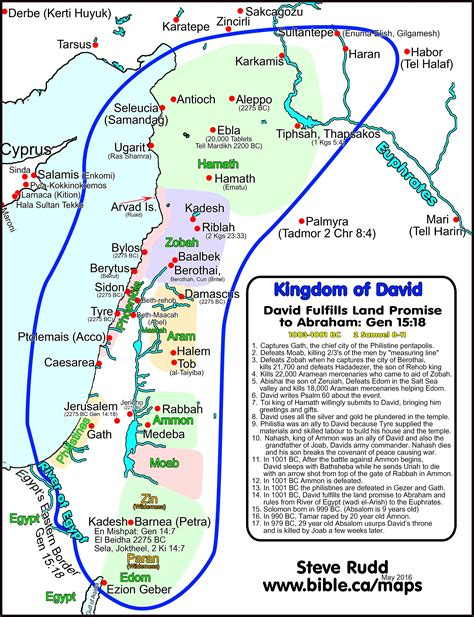 Derbe (Kerti Huyuk)
Sakcagozu
Zincirli
Karatepe
Sultantepe (Enuma Elish, Gilgamesh)
Tarsus
Haran
Habor
(Tel Halaf)
Karkamis
Antioch
Aleppo
(2275 BC)
Seleucia
(Samandag)
Ebla
(20,000 Tablets
Tell Mardikh 2200 BC)
Tiphsah, Thapsakos
(1 Kgs 5:4)
Euphrates
Ugarit
(Ras Shamra)
Cyprus
Hamath
Sinda
Salamis (Enkomi)
Pyla-Kokkinokremos
Larnaca (Kition)
Hala Sultan Tekke
Maroni
Hamath
(Ematu)
Arvad Is.
(Ruad)
Kadesh
Riblah
(2 Kgs 23:33)
Palmyra
(Tadmor 2 Chr 8:4)
Mari
(Tell Hariri)
Zobah
Bylos
(2275 BC)
Baalbek
Berothai,
Berothah, Cun (Britel)
Berytus
(Beirut)
Sidon
(2275 BC)
Phoenicia
Beth-rehob
Damascus
(2275 BC)
Tyre
(2275 BC)
Beth-Maacah
(Abel)
Ptolemais (Acco)
Aram
Halem
Tob
(al-Taiyiba)
Caesarea
Jerusalem
(2275 BC Gen 14:18)
Jericho
Rabbah
Ammon
Philistines
Gath
Medeba
Moab
River of Egypt
Egypt's Eastern Border
Gen 15:18
Zin
(Wilderness)
Egypt
Kadesh Barnea (Petra)
En Mishpat: Gen 14:7
El Beidha 2275 BC
Sela, Joktheel, 2 Ki 14:7
Paran
(Wilderness)
Edom
Egypt
Ezion Geber
Kingdom of David
David Fulfills Land Promise
to Abraham: Gen 15:18
1003-1001 BC 2 Samuel 8-11
1. Captures Gath, the chief city of the Philistine pentapolis.
2. Defeats Moab, killing 2/3's of the men by "measuring line"
3. Defeats Zobah when he captures the city of Berothai,
kills 21,700 and defeats Hadadezer, the son of Rehob king
4. Kills 22,000 Aramean mercenaries who came to aid of Zobah.
5. Abishai the son of Zeruiah, Defeats Edom in the Salt Sea
valley and kills 18,000 Aramean mercenaries helping Edom.
6. David writes Psalm 60 about the event.
7. Toi king of Hamath willingly submits to David, bringing him
greetings and gifts.
8. David uses all the silver and gold he plundered in the temple.
9. Philistia was an ally to David because Tyre supplied the
materials and skilled labour to build his house and the temple.
10. Nahash, king of Ammon was an ally of David and also the
grandfather of Joab, Davids army commander. Nahash dies
and his son breaks the covenant of peace causing war.
11. In 1001 BC, After the battle against Ammon begins,
David sleeps with Bathsheba while he sends Uriah to die
with an arrow shot from top of the gate of Rabbah in Ammon.
12. In 1001 BC Ammon is defeated.
13. In 1001 BC the philistines are defeated in Gezer and Gath.
14. In 1001 BC, David fulfills the land promise to Abraham and
rules from River of Egypt (wadi el-Arish) to the Euphrates.
15. Solomon born in 999 BC. (Absalom is 9 years old)
16. In 990 BC, Tamar raped by 20 year old Amnon.
17. In 979 BC, 29 year old Absalom usurps David's throne
and is killed by Joab a few weeks later.
Steve Rudd
May 2016
www.bible.ca/maps